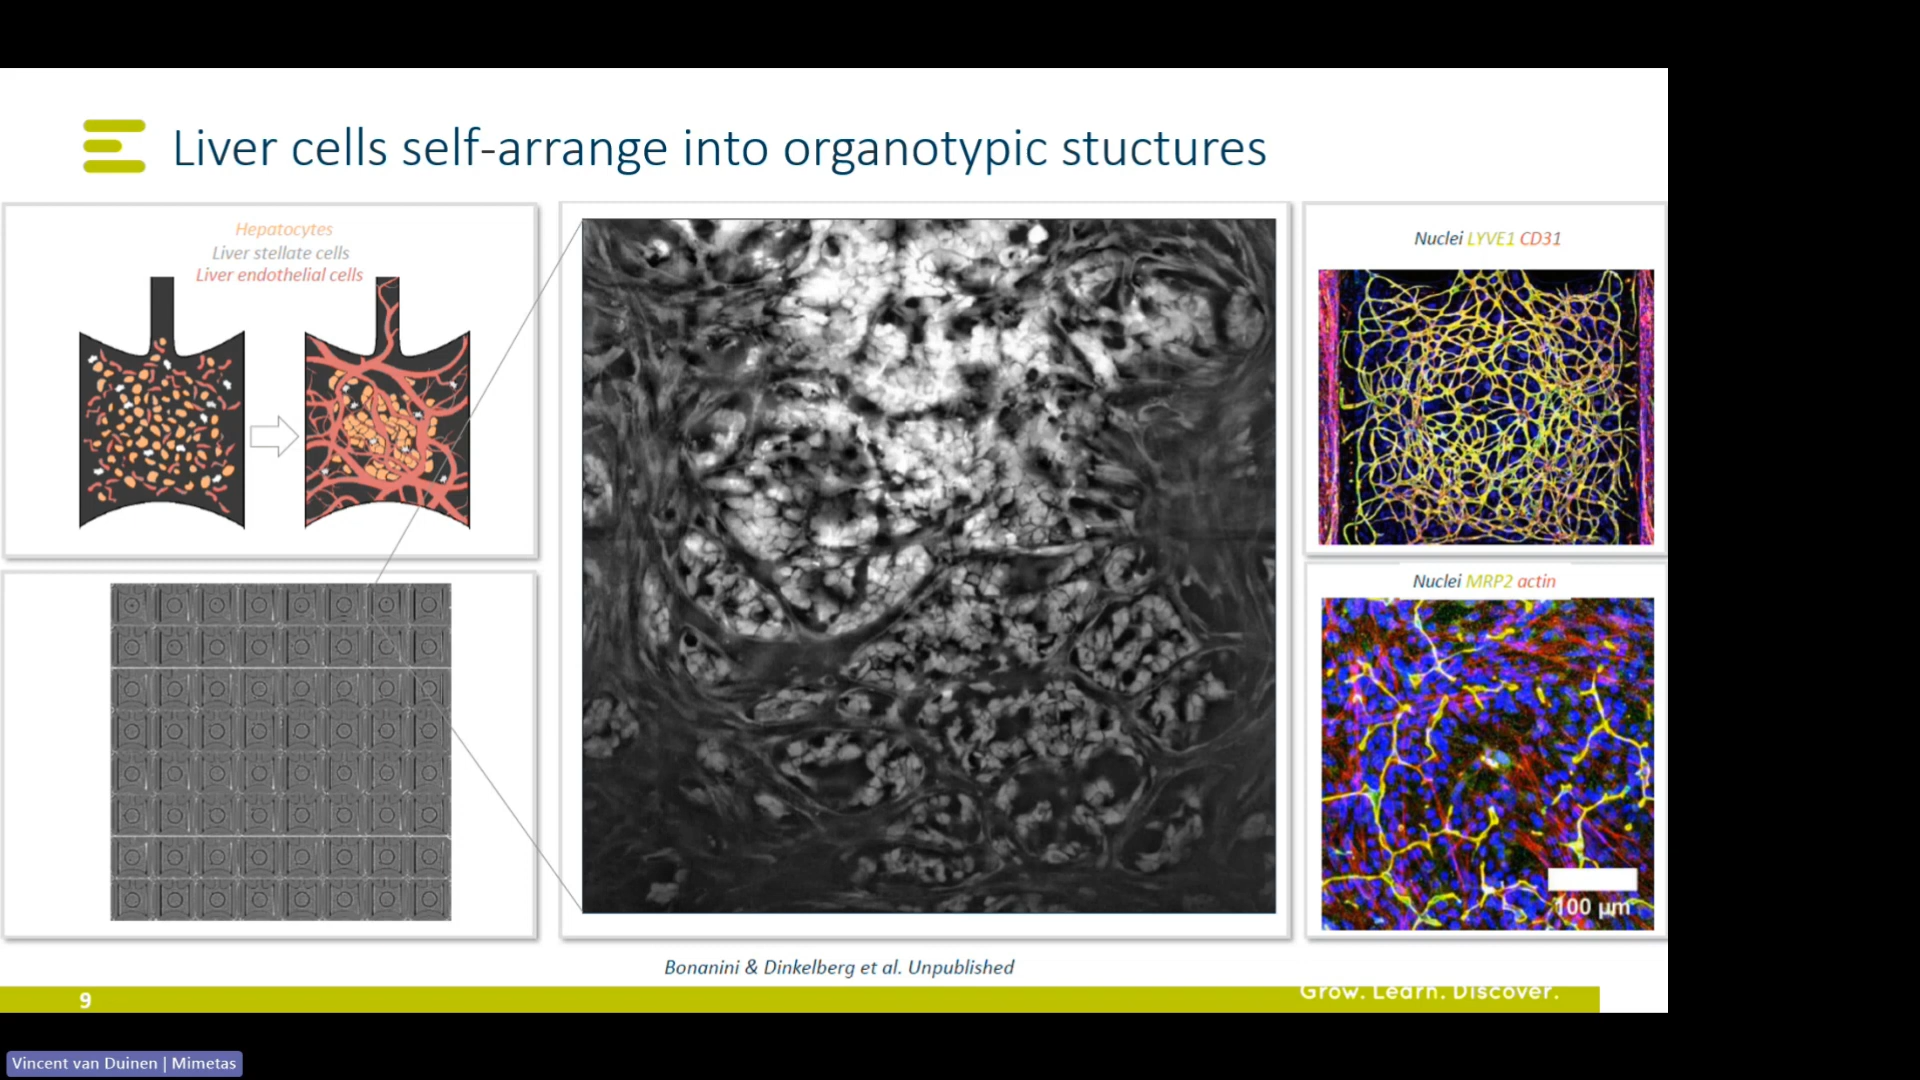 Liver cells self-arrange into organotypic stuctures
Hepatocytes
Liver stellate cells
Liver endothelial cells
Nuclei LYVE1 CD31
Nuclei MRP2 actin
100 µm
Bonanini & Dinkelberg et al. Unpublished
9
Grow. Learn. Discover.
Vincent van Duinen | Mimetas